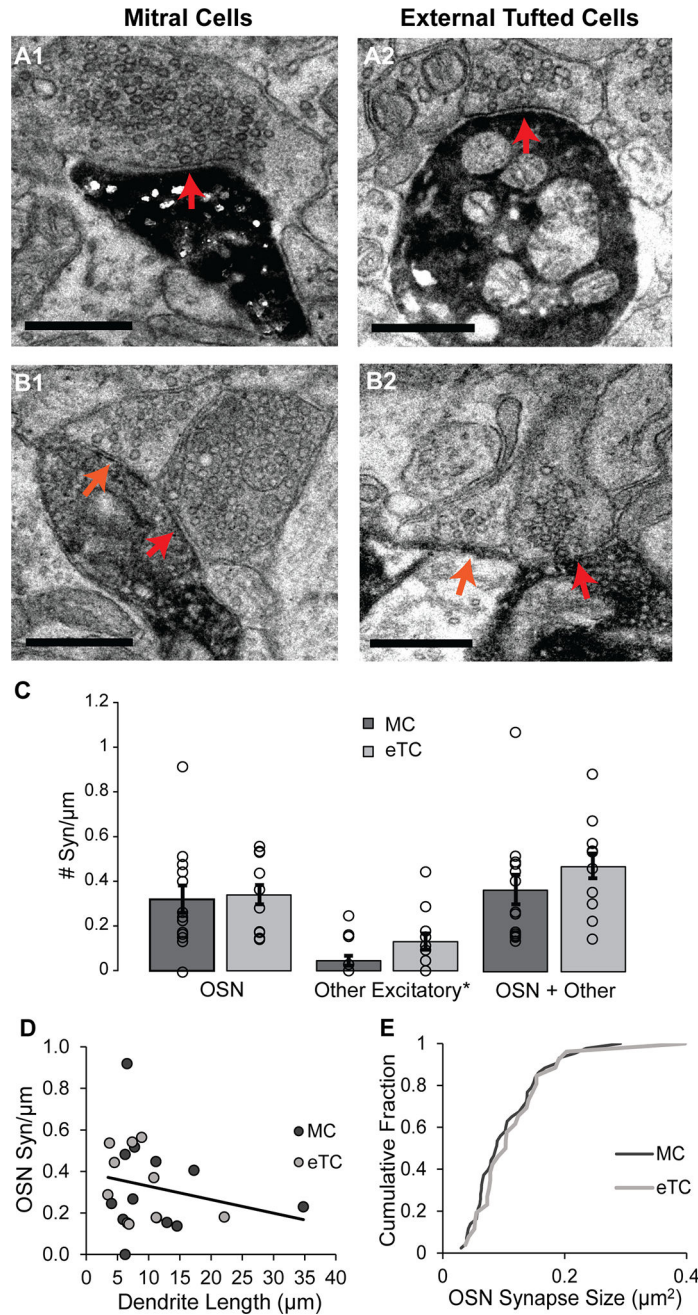 Mitral Cells External Tufted Cells
A1 A2
B1 B2
C
1.2
1
0.8
0.6
0.4
0.2
0
# Syn/µm
MC
eTC
OSN Other Excitatory* OSN + Other
D
1.0
0.8
0.6
0.4
0.2
0.0
OSN Syn/µm
MC
eTC
0 5 10 15 20 25 30 35 40
Dendrite Length (µm)
E
1
0.8
0.6
0.4
0.2
0
Cumulative Fraction
MC
eTC
0 0.2 0.4
OSN Synapse Size (µm²)